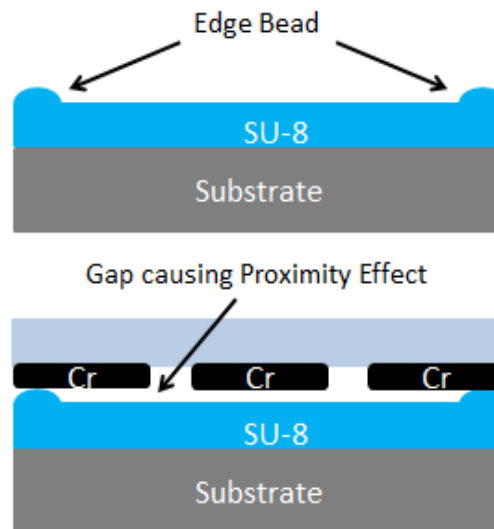 Edge Bead
SU-8
Substrate
Gap causing Proximity Effect
Cr Cr Cr
SU-8
Substrate